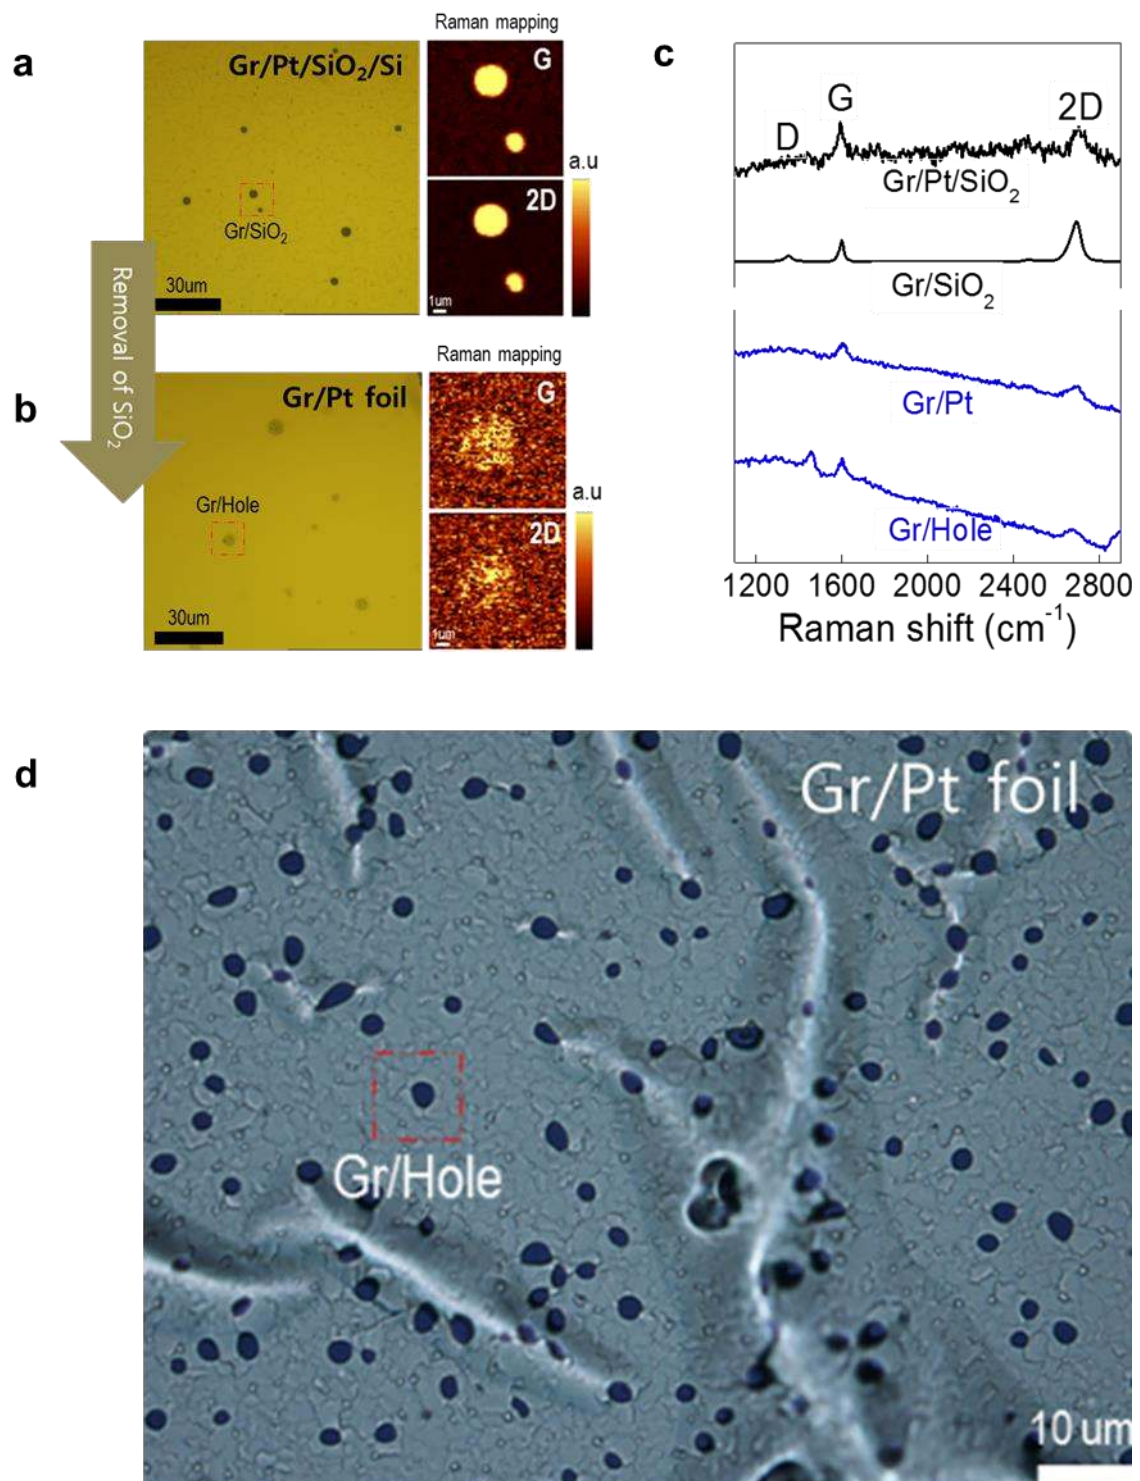 a
Gr/Pt/SiO₂/Si
Gr/SiO₂
30um
Raman mapping
G
2D
1um
a.u
Removal of SiO₂
b
Gr/Pt foil
Gr/Hole
30um
Raman mapping
G
2D
1um
a.u
c
D
G
2D
Gr/Pt/SiO₂
Gr/SiO₂
Gr/Pt
Gr/Hole
1200 1600 2000 2400 2800
Raman shift (cm⁻¹)
d
Gr/Pt foil
Gr/Hole
10 um